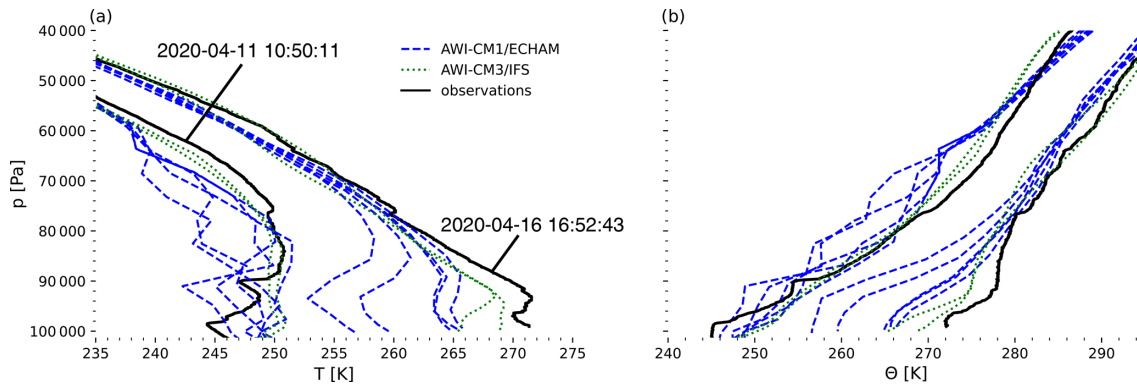 (a)
(b)
2020-04-11 10:50:11
AWI-CM1/ECHAM
AWI-CM3/IFS
observations
2020-04-16 16:52:43
p [Pa]
40 000
50 000
60 000
70 000
80 000
90 000
100 000
235 240 245 250 255 260 265 270 275
T [K]
240 250 260 270 280 290
Θ [K]